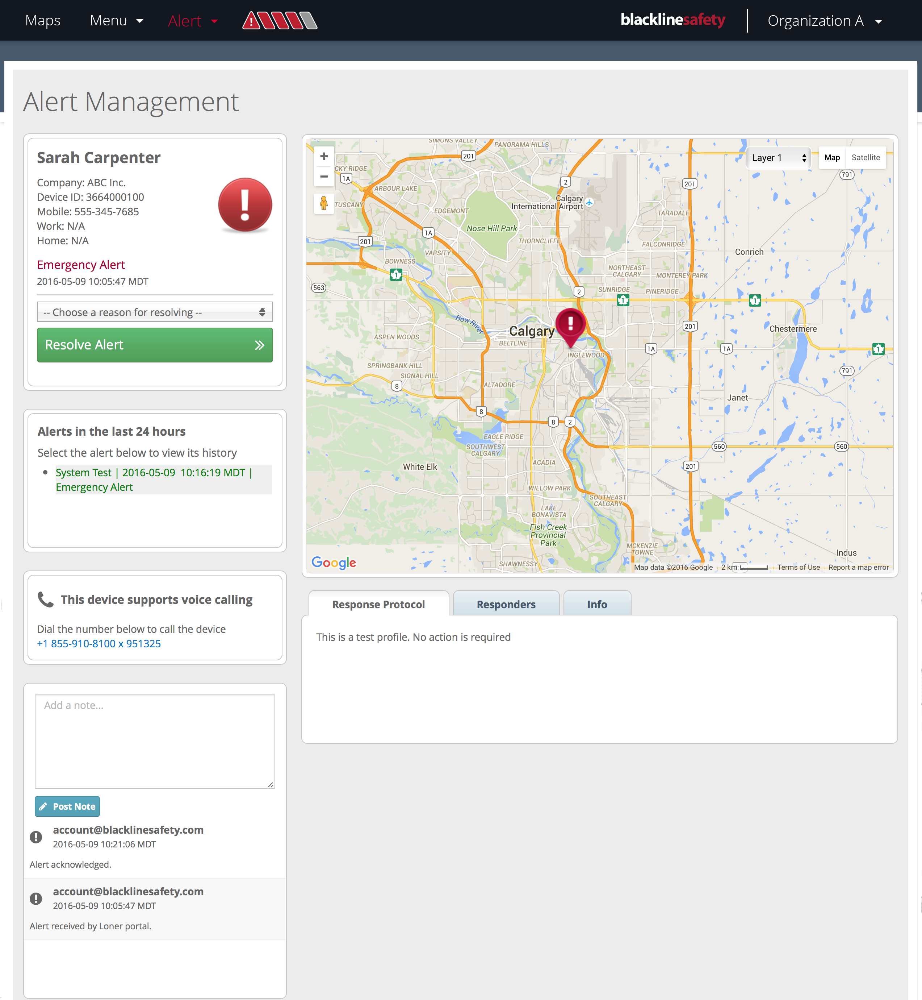 Maps
Menu
Alert
blacklinesafety
Organization A
Alert Management
Sarah Carpenter
Company: ABC Inc.
Device ID: 3664000100
Mobile: 555-345-7685
Work: N/A
Home: N/A
Emergency Alert
2016-05-09 10:05:47 MDT
-- Choose a reason for resolving --
Resolve Alert
Alerts in the last 24 hours
Select the alert below to view its history
System Test | 2016-05-09 10:16:19 MDT |
Emergency Alert
This device supports voice calling
Dial the number below to call the device
+1 855-910-8100 x 951325
Add a note...
Post Note
account@blacklinesafety.com
2016-05-09 10:21:06 MDT
Alert acknowledged.
account@blacklinesafety.com
2016-05-09 10:05:47 MDT
Alert received by Loner portal.
SIMONS VALLEY
PANORAMA HILLS
201
Layer 1
Map
Satellite
CKY RIDGE
1A
2
201
791
ARBOUR LAKE
TUSCANY
EDGEMONT
Calgary
International Airport
TARADALE
Nose Hill Park
1A
201
THORNCLIFFE
FALCONRIDGE
VARSITY
Conrich
BOWNESS
1
NORTHEAST
CALGARY
MONTEREY PARK
563
2
SUNRIDGE
PINERIDGE
1
1
Bow River
Calgary
201
Chestermere
ASPEN WOODS
BELTLINE
1A
1A
1
INGLEWOOD
SPRINGBANK HILL
SIGNAL HILL
791
8
ALTADORE
Janet
8
8
2
EAGLE RIDGE
SOUTHWEST
CALGARY
560
560
ACADIA
White Elk
201
WILLOW PARK
SOUTHEAST
CALGARY
LAKE
BONAVISTA
Fish Creek
Provincial
Park
MCKENZIE
TOWNE
Indus
Google
SHAWNESSY
Map data ©2016 Google
2 km
Terms of Use
Report a map error
Response Protocol
Responders
Info
This is a test profile. No action is required